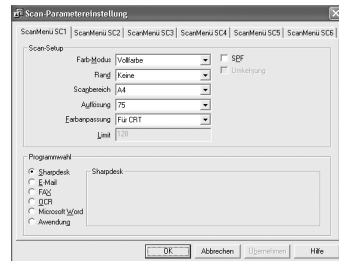 Scan-Parametereinstellung
ScanMenü SC1 ScanMenü SC2 ScanMenü SC3 ScanMenü SC4 ScanMenü SC5 ScanMenü SC6
Scan-Setup
Farb-Modus Vollfarbe SPF
Rand Keine Umkehrung
Scanbereich A4
Auflösung 75
Farbanpassung Für CRT
Limit 128
Programmwahl
Sharpdesk Sharpdesk
E-Mail
FAX
OCR
Microsoft Word
Awendung
OK Abbrechen Übernehmen Hilfe